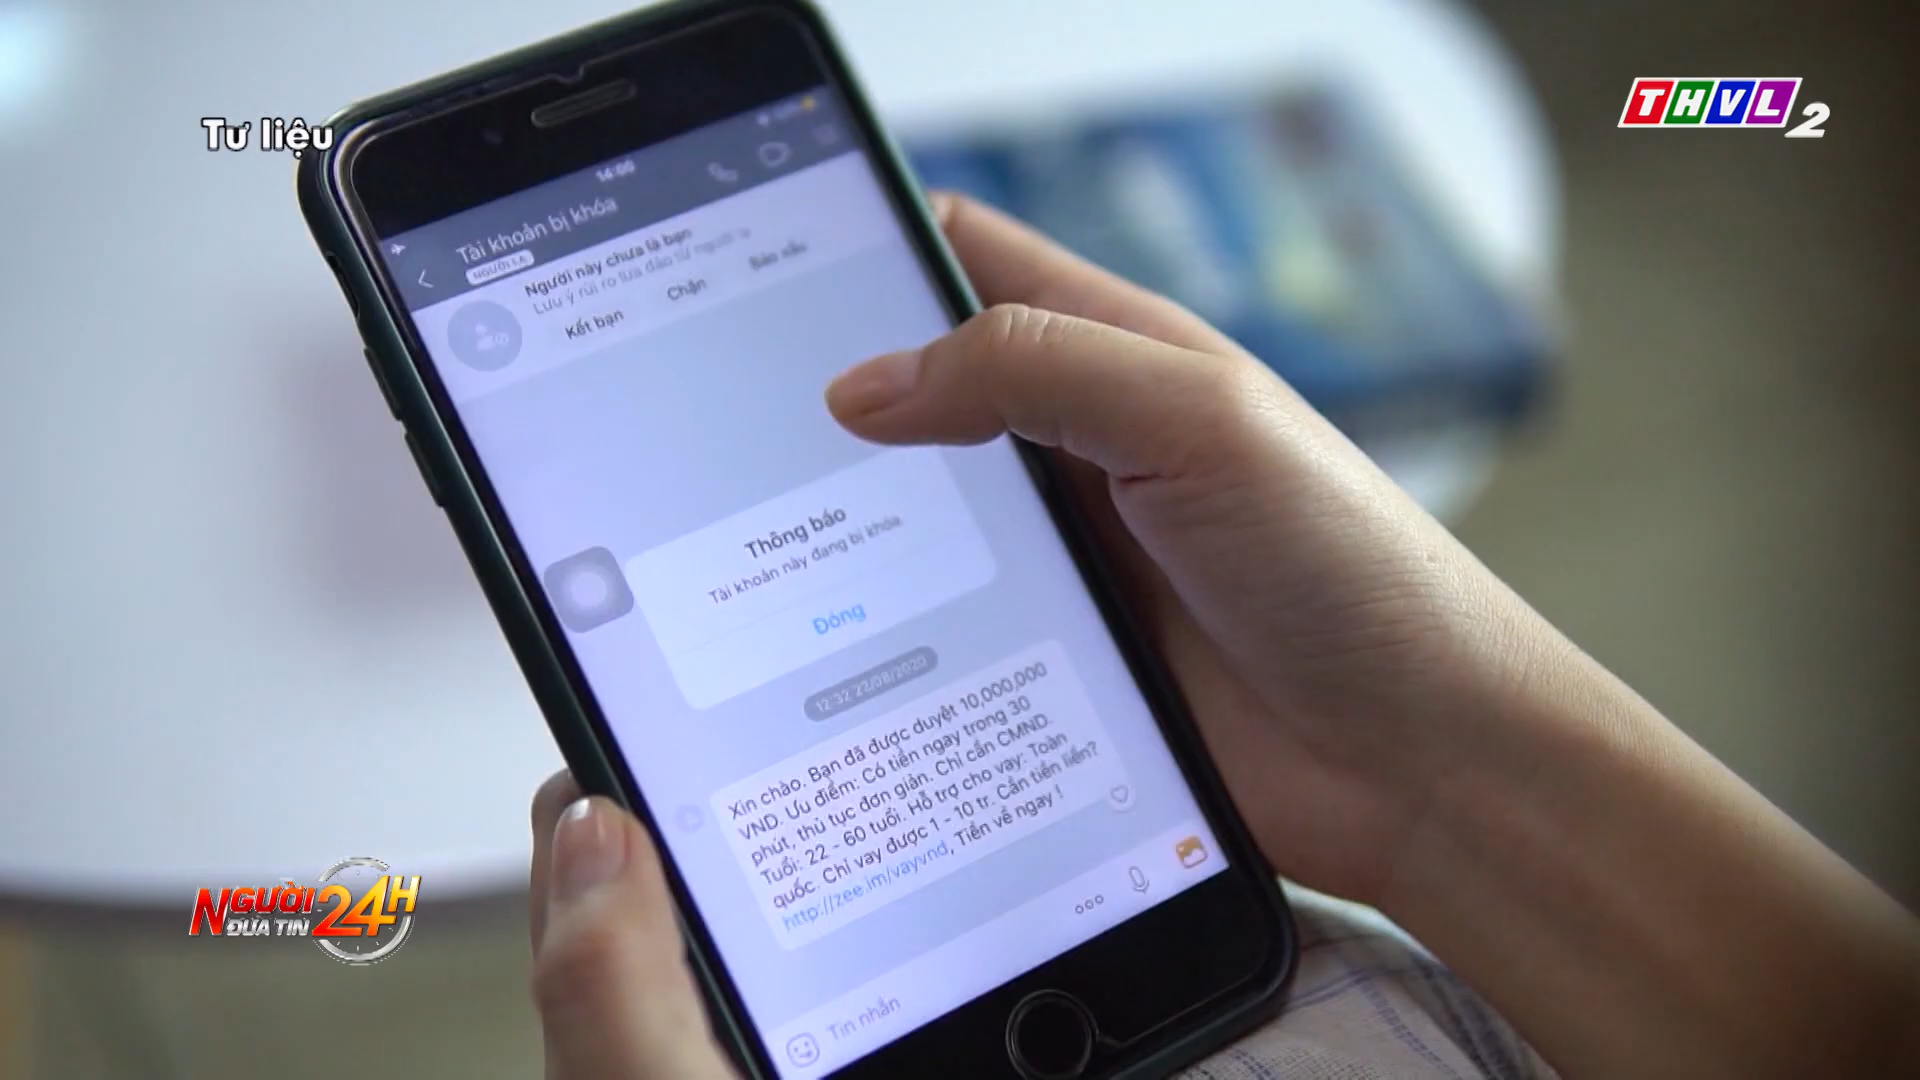 Tư liệu
THVL2
14:00
Tài khoản bị khóa
NGƯỜI LẠ
Người này chưa là bạn
Lưu ý rủi ro lừa đảo từ người lạ
Kết bạn
Chặn
Báo xấu
Thông báo
Tài khoản này đang bị khóa.
Đóng
12:32 22/08/2020
Xin chào. Bạn đã được duyệt 10,000,000
VND. Ưu điểm: Có tiền ngay trong 30
phút, thủ tục đơn giản. Chỉ cần CMND.
Tuổi: 22 - 60 tuổi. Hỗ trợ cho vay: Toàn
quốc. Chỉ vay được 1 - 10 tr. Cần tiền liền?
http://zee.im/vayvnd, Tiền về ngay !
Tin nhắn
NGƯỜI
ĐƯA TIN
24H